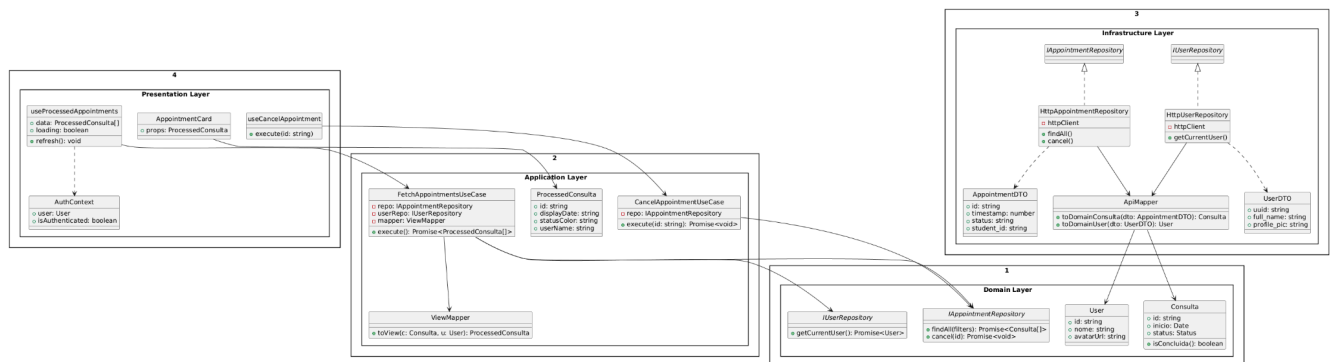 4
Presentation Layer
useProcessedAppointments
data: ProcessedConsulta[]
loading: boolean
refresh(): void
AppointmentCard
props: ProcessedConsulta
useCancelAppointment
execute(id: string)
AuthContext
user: User
isAuthenticated: boolean
2
Application Layer
FetchAppointmentsUseCase
repo: IAppointmentRepository
userRepo: IUserRepository
mapper: ViewMapper
execute(): Promise<ProcessedConsulta[]>
ProcessedConsulta
id: string
displayDate: string
statusColor: string
userName: string
CancelAppointmentUseCase
repo: IAppointmentRepository
execute(id: string): Promise<void>
ViewMapper
toView(c: Consulta, u: User): ProcessedConsulta
3
Infrastructure Layer
IAppointmentRepository
IUserRepository
HttpAppointmentRepository
httpClient
findAll()
cancel()
HttpUserRepository
httpClient
getCurrentUser()
AppointmentDTO
id: string
timestamp: number
status: string
student_id: string
ApiMapper
toDomainConsulta(dto: AppointmentDTO): Consulta
toDomainUser(dto: UserDTO): User
UserDTO
uuid: string
full_name: string
profile_pic: string
1
Domain Layer
IUserRepository
getCurrentUser(): Promise<User>
IAppointmentRepository
findAll(filters): Promise<Consulta[]>
cancel(id): Promise<void>
User
id: string
nome: string
avatarUrl: string
Consulta
id: string
inicio: Date
status: Status
isConcluida(): boolean